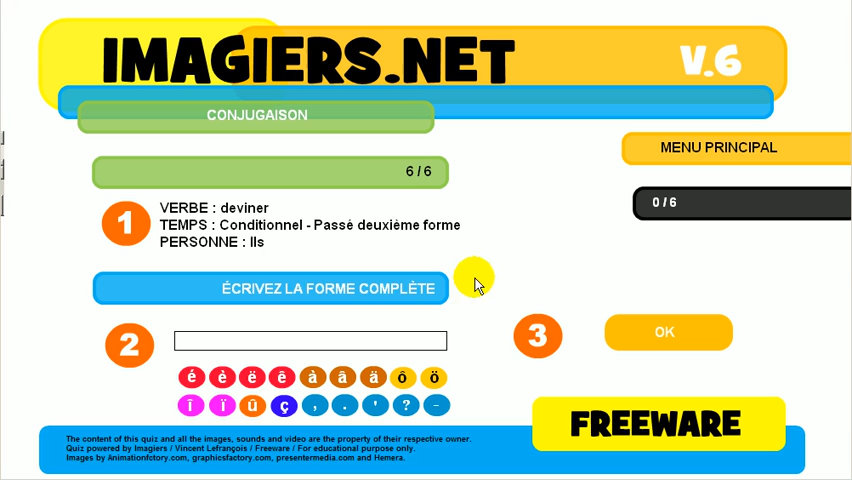 IMAGIERS.NET
V.6
CONJUGAISON
MENU PRINCIPAL
6 / 6
0 / 6
1
VERBE : deviner
TEMPS : Conditionnel - Passé deuxième forme
PERSONNE : Ils
ÉCRIVEZ LA FORME COMPLÈTE
2
3
OK
é è ë ê à â ä ô ö
î ï û ç , . ' ? -
FREEWARE
The content of this quiz and all the images, sounds and video are the property of their respective owner.
Quiz powered by Imagiers / Vincent Lefrançois / Freeware / For educational purpose only.
Images by Animationfctory.com, graphicsfactory.com, presentermedia.com and Hemera.